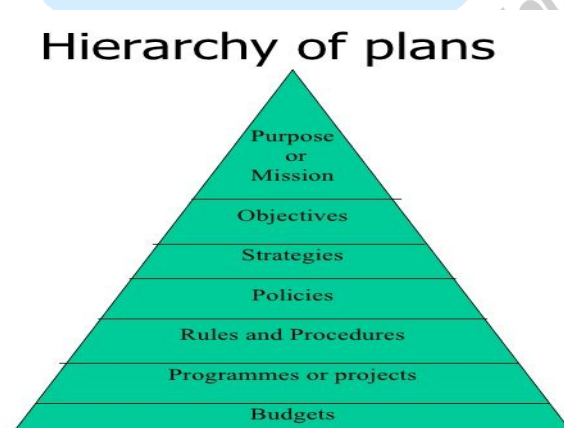 Hierarchy of plans
Purpose
or
Mission
Objectives
Strategies
Policies
Rules and Procedures
Programmes or projects
Budgets